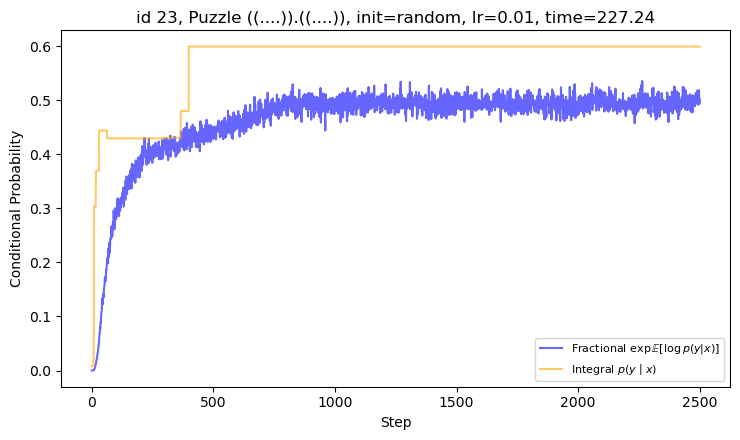 id 23, Puzzle ((....)).((....)), init=random, lr=0.01, time=227.24
Conditional Probability
0.6
0.5
0.4
0.3
0.2
0.1
0.0
Fractional exp𝔼[log p(y|x)]
Integral p(y | x)
0
500
1000
1500
2000
2500
Step